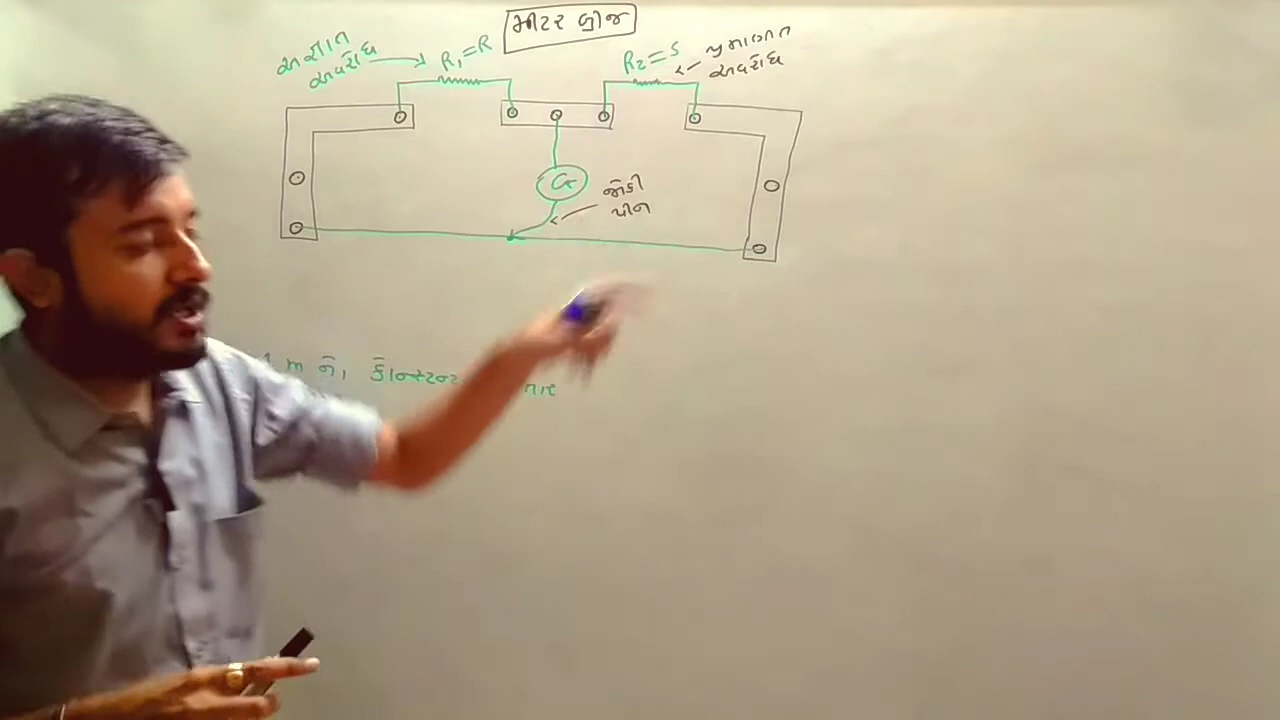 મીટર બ્રીજ
અજ્ઞાત
અવરોધ
R₁=R
R₂=S
પ્રમાણિત
અવરોધ
G
જૉકી
પીન
1 m નો કોન્સ્ટન્ટ તાર